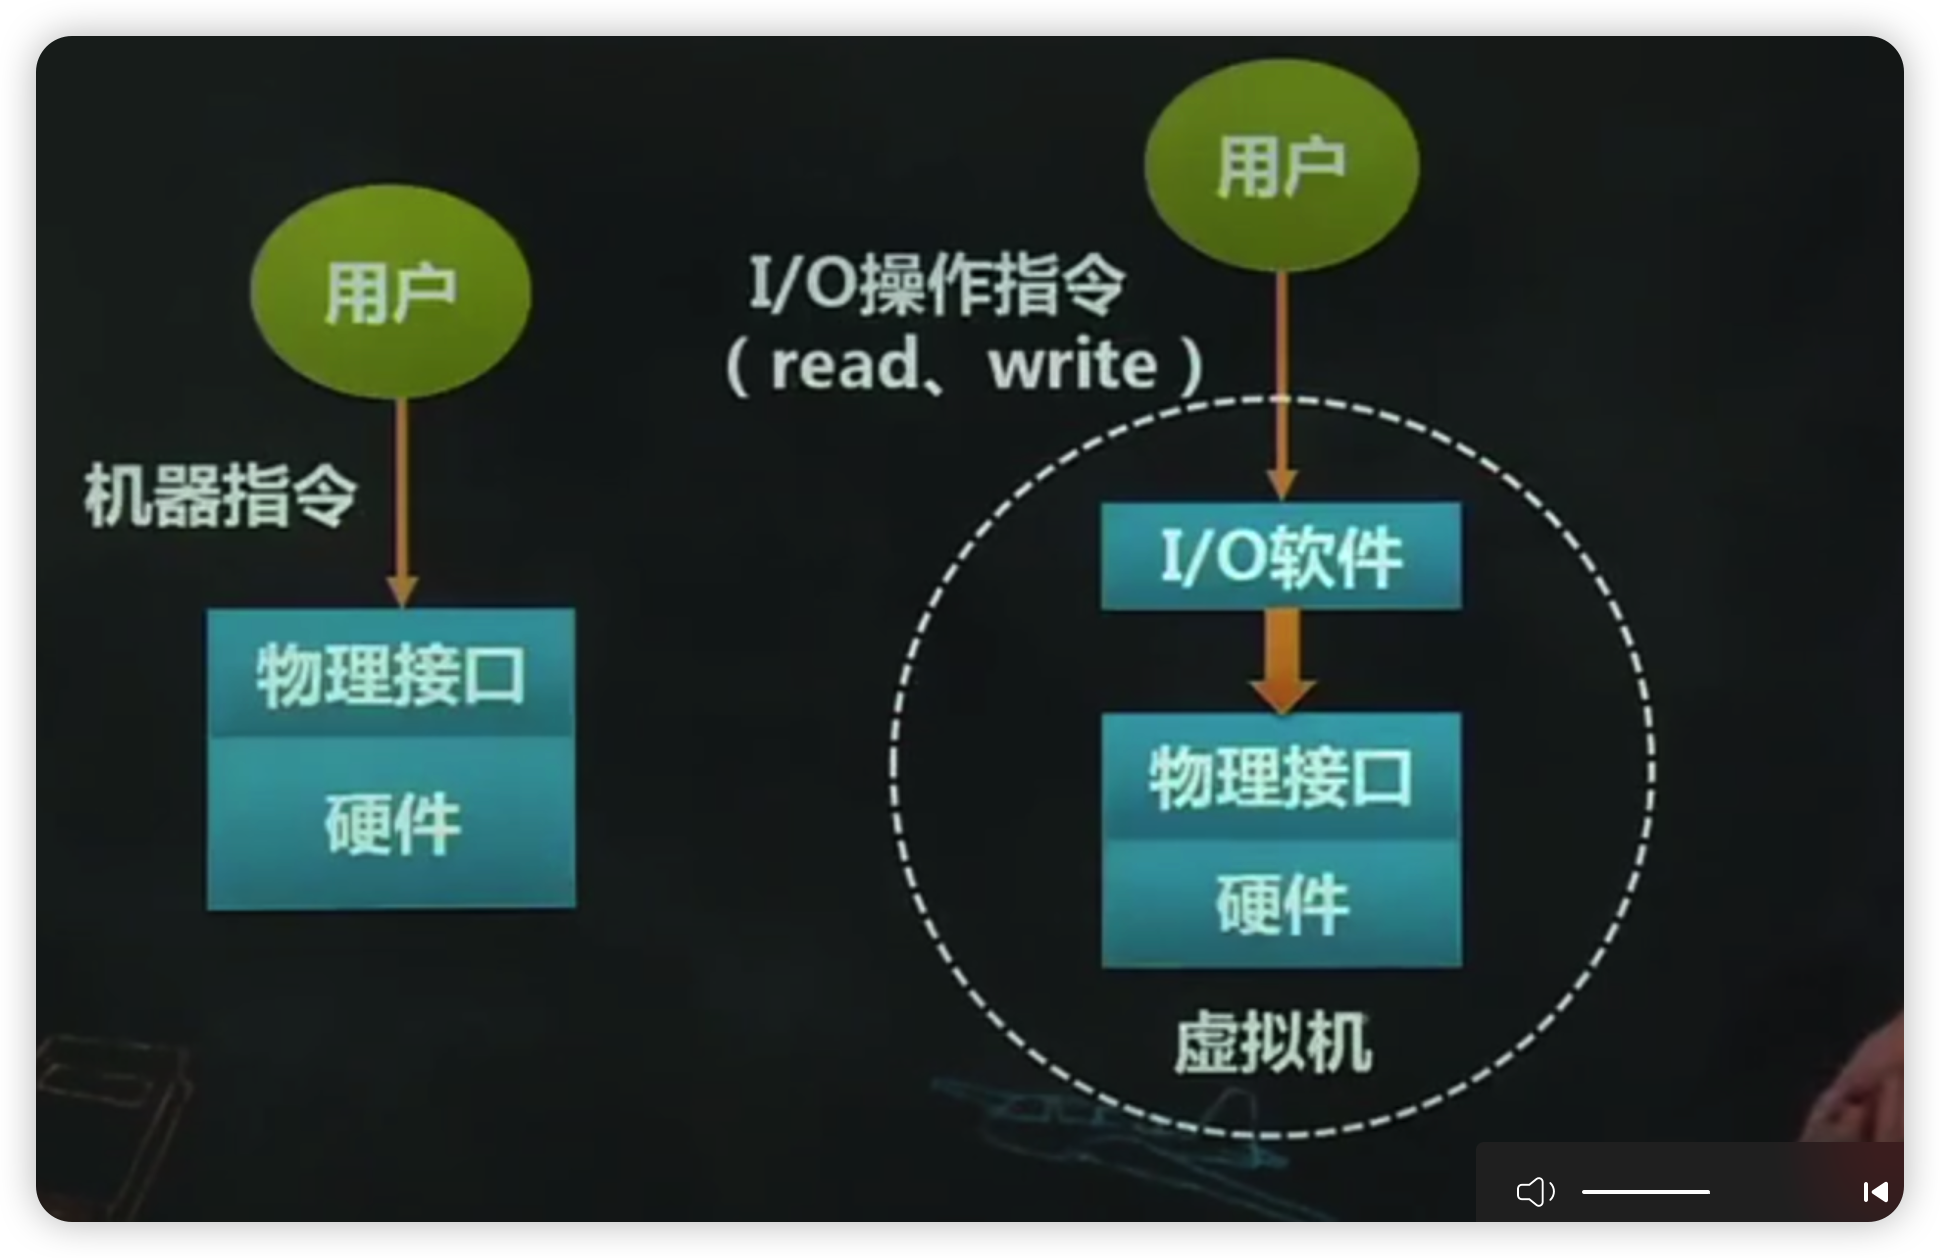 用户
机器指令
物理接口
硬件
用户
I/O操作指令
（read、write）
I/O软件
物理接口
硬件
虚拟机